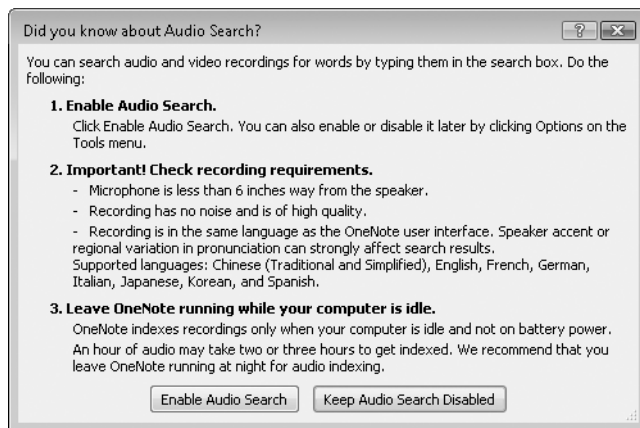 Did you know about Audio Search?
You can search audio and video recordings for words by typing them in the search box. Do the
following:
1. Enable Audio Search.
Click Enable Audio Search. You can also enable or disable it later by clicking Options on the
Tools menu.
2. Important! Check recording requirements.
- Microphone is less than 6 inches way from the speaker.
- Recording has no noise and is of high quality.
- Recording is in the same language as the OneNote user interface. Speaker accent or
regional variation in pronunciation can strongly affect search results.
Supported languages: Chinese (Traditional and Simplified), English, French, German,
Italian, Japanese, Korean, and Spanish.
3. Leave OneNote running while your computer is idle.
OneNote indexes recordings only when your computer is idle and not on battery power.
An hour of audio may take two or three hours to get indexed. We recommend that you
leave OneNote running at night for audio indexing.
Enable Audio Search Keep Audio Search Disabled